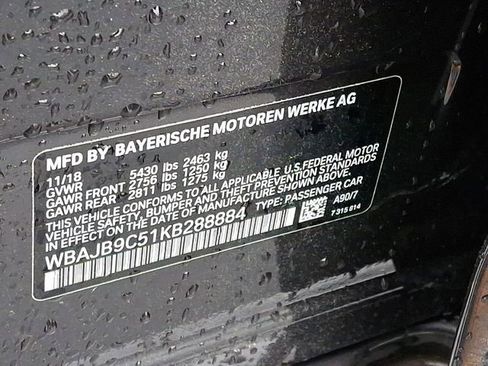 MFD BY BAYERISCHE MOTOREN WERKE AG
11/18 5430 lbs 2463 kg
GVWR
GAWR FRONT 2756 lbs 1250 kg
GAWR REAR 2811 lbs 1275 kg
THIS VEHICLE CONFORMS TO ALL APPLICABLE U.S. FEDERAL MOTOR
VEHICLE SAFETY, BUMPER AND THEFT PREVENTION STANDARDS
IN EFFECT ON THE DATE OF MANUFACTURE SHOWN ABOVE.
WBAJB9C51KB288884 TYPE: PASSENGER CAR
A90/7
7 315 814